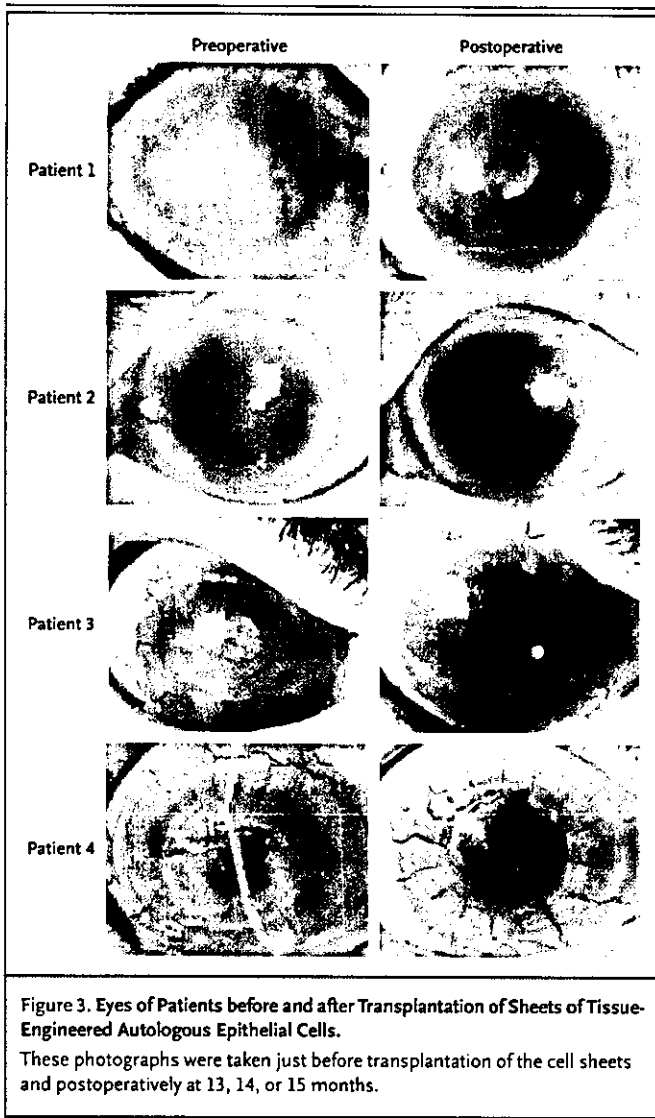 Preoperative Postoperative
Patient 1
Patient 2
Patient 3
Patient 4
Figure 3. Eyes of Patients before and after Transplantation of Sheets of Tissue-
Engineered Autologous Epithelial Cells.
These photographs were taken just before transplantation of the cell sheets
and postoperatively at 13, 14, or 15 months.